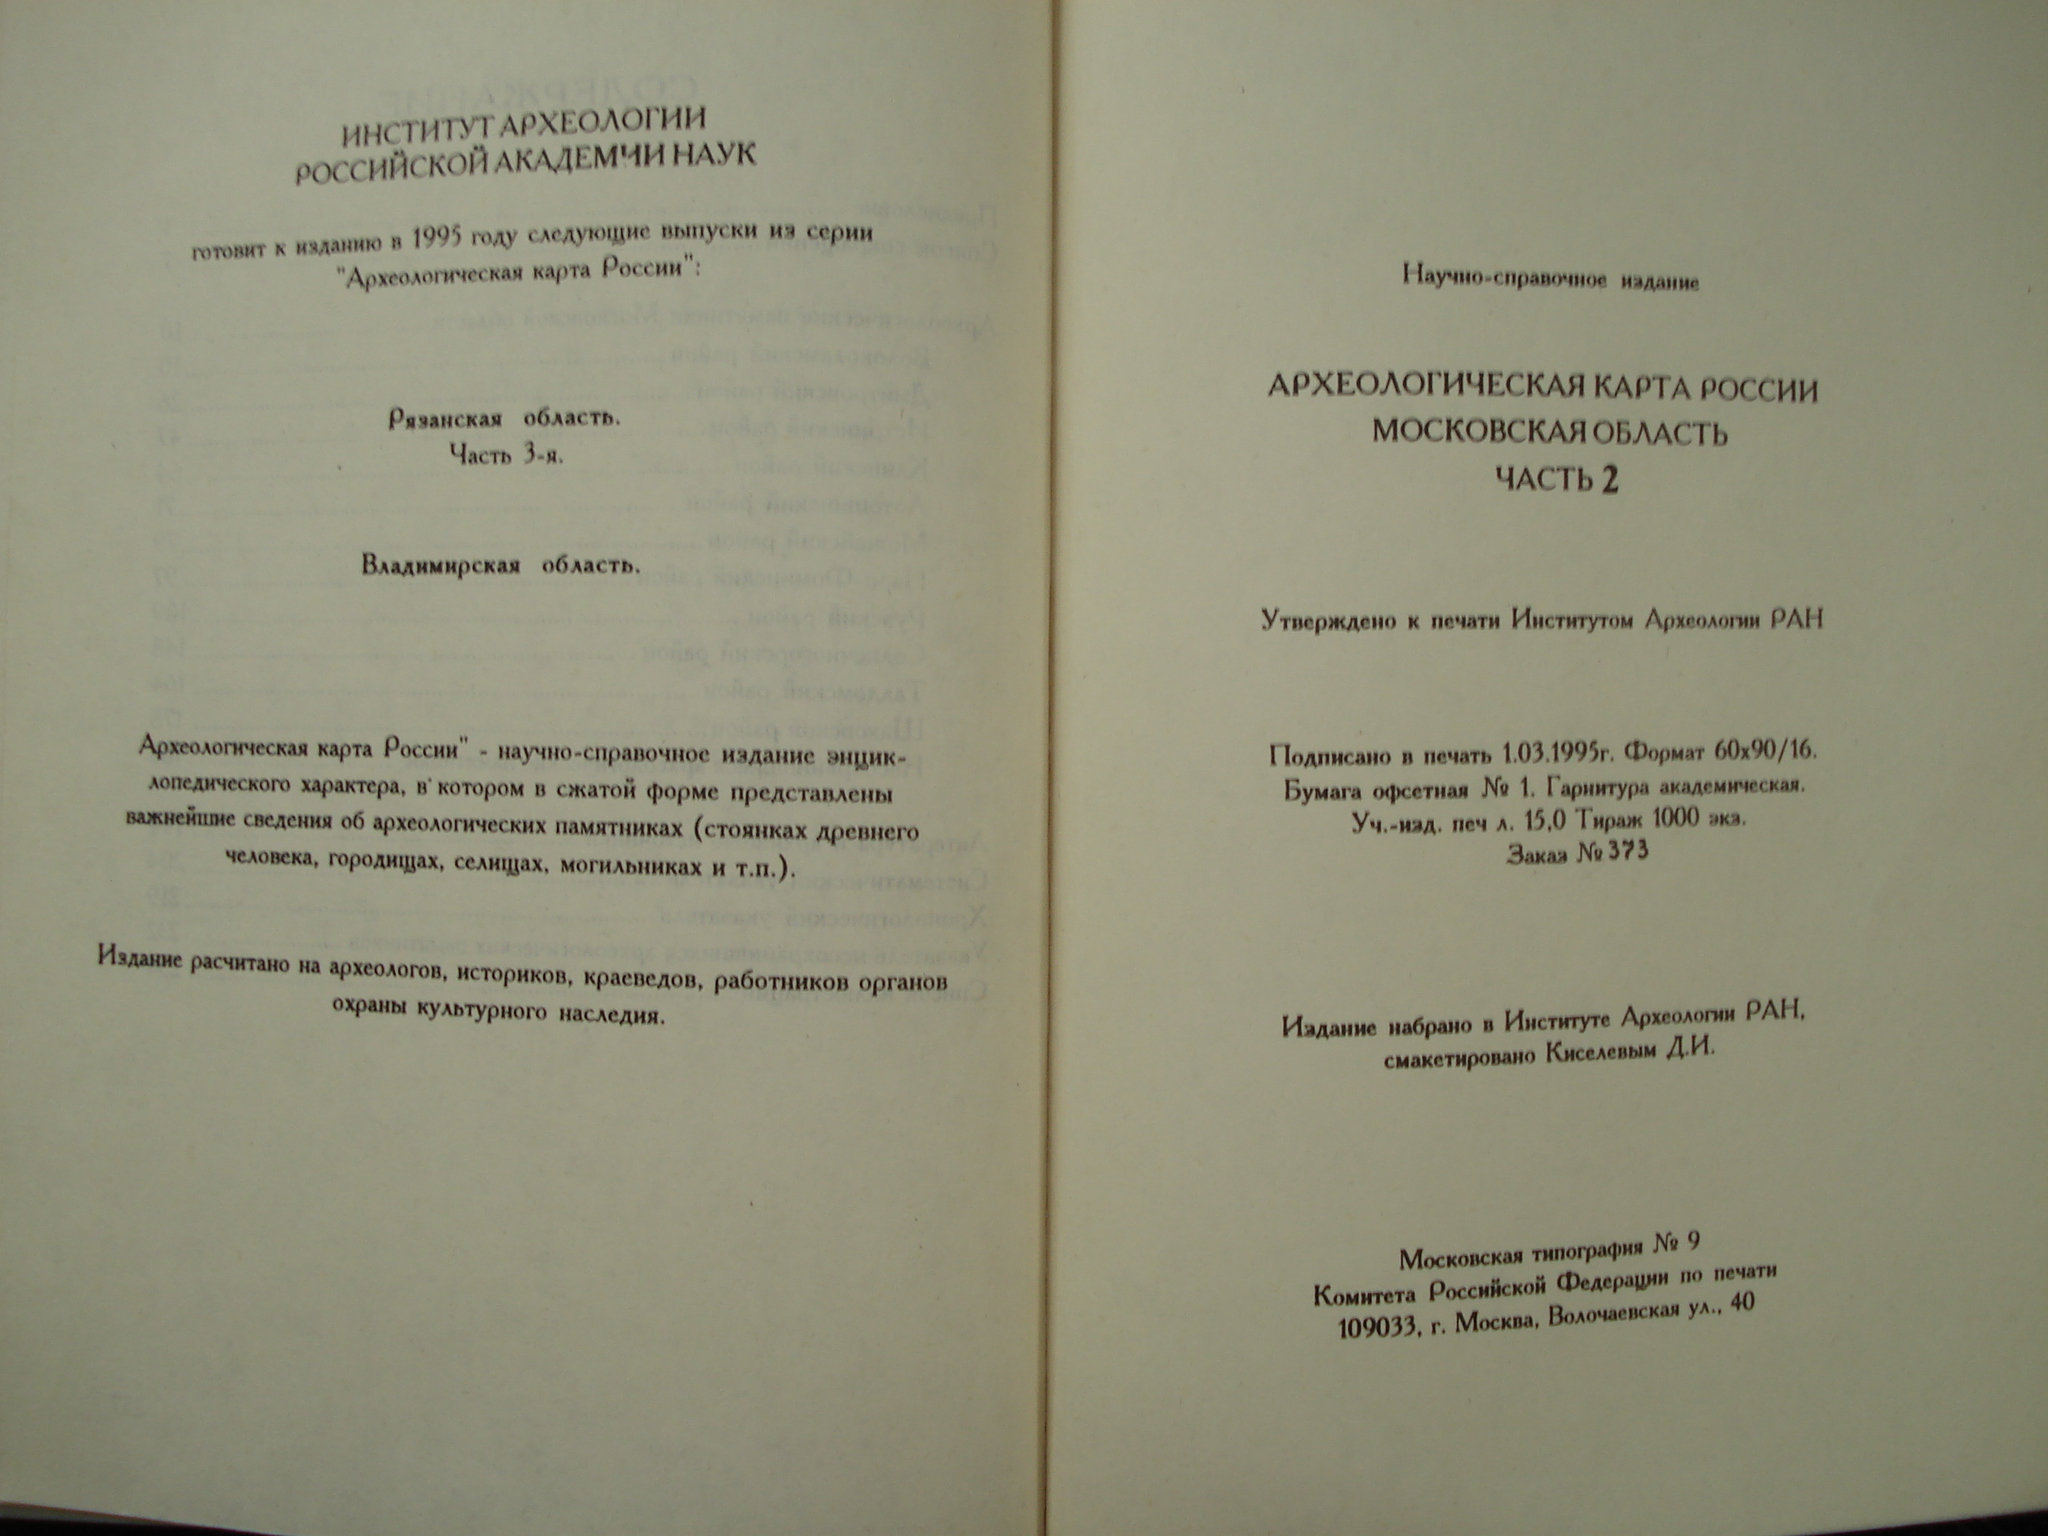 ИНСТИТУТ АРХЕОЛОГИИ
РОССИЙСКОЙ АКАДЕМЧИ НАУК
готовит к изданию в 1995 году следующие выпуски из серии
"Археологическая карта России":
Рязанская область.
Часть 3-я.
Владимирская область.
Археологическая карта России" - научно-справочное издание энцик-
лопедического характера, в котором в сжатой форме представлены
важнейшие сведения об археологических памятниках (стоянках древнего
человека, городищах, селищах, могильниках и т.п.).
Издание расчитано на археологов, историков, краеведов, работников органов
охраны культурного наследия.
Научно-справочное издание
АРХЕОЛОГИЧЕСКАЯ КАРТА РОССИИ
МОСКОВСКАЯ ОБЛАСТЬ
ЧАСТЬ 2
Утверждено к печати Институтом Археологии РАН
Подписано в печать 1.03.1995г. Формат 60х90/16.
Бумага офсетная № 1. Гарнитура академическая.
Уч.-изд. печ л. 15,0 Тираж 1000 экз.
Заказ № 373
Издание набрано в Институте Археологии РАН,
смакетировано Киселевым Д.И.
Московская типография № 9
Комитета Российской Федерации по печати
109033, г. Москва, Волочаевская ул., 40